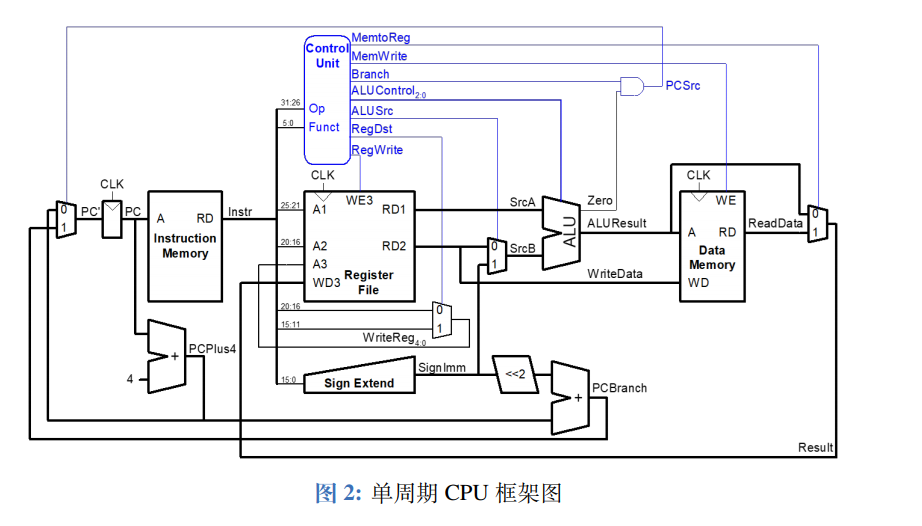 MemtoReg
Control
Unit
MemWrite
Branch
ALUControl2:0
PCSrc
31:26
Op
ALUSrc
5:0
Funct
RegDst
RegWrite
CLK
CLK
CLK
0
1
PC'
PC
A
RD
Instruction
Memory
Instr
25:21
A1
WE3
RD1
SrcA
Zero
WE
20:16
A2
RD2
0
1
SrcB
ALU
ALUResult
A
RD
ReadData
0
1
A3
Data
Memory
WD3
Register
File
WriteData
WD
20:16
0
15:11
1
WriteReg4:0
PCPlus4
+
4
SignImm
15:0
Sign Extend
<<2
+
PCBranch
Result
图 2: 单周期 CPU 框架图